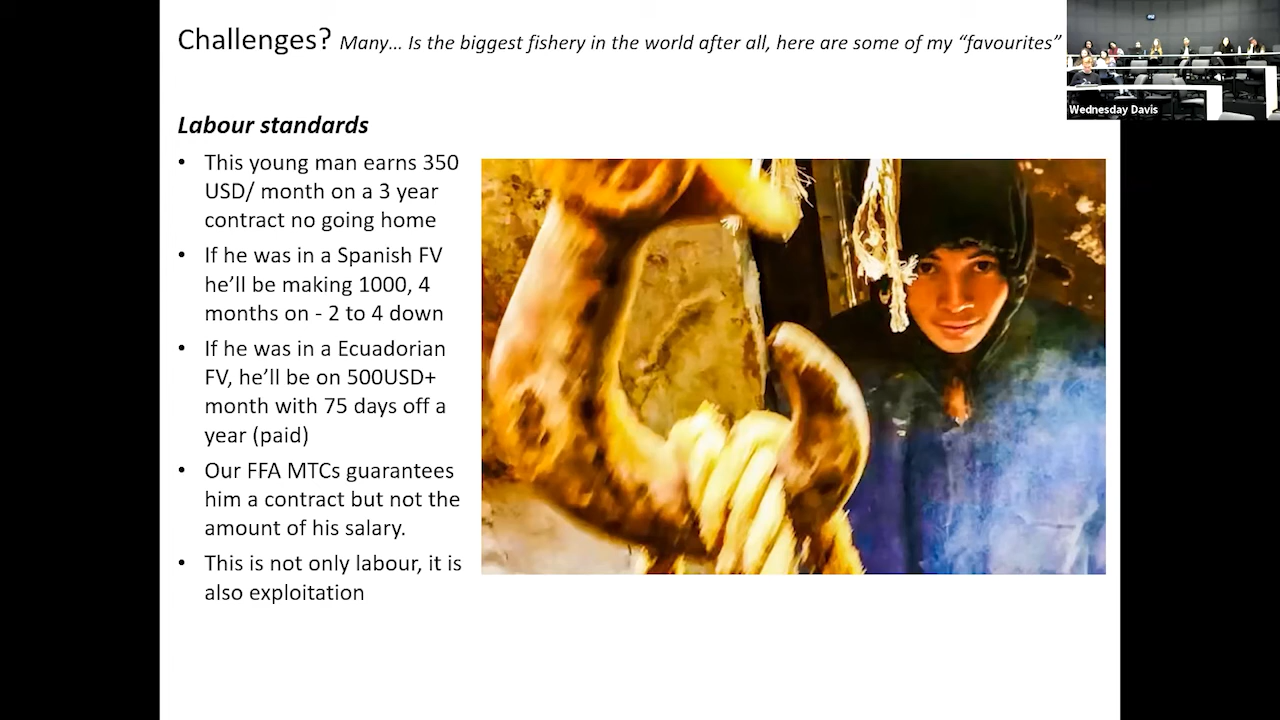 Challenges? Many... Is the biggest fishery in the world after all, here are some of my “favourites”
Wednesday Davis
Labour standards
• This young man earns 350
USD/ month on a 3 year
contract no going home
• If he was in a Spanish FV
he’ll be making 1000, 4
months on - 2 to 4 down
• If he was in a Ecuadorian
FV, he’ll be on 500USD+
month with 75 days off a
year (paid)
• Our FFA MTCs guarantees
him a contract but not the
amount of his salary.
• This is not only labour, it is
also exploitation